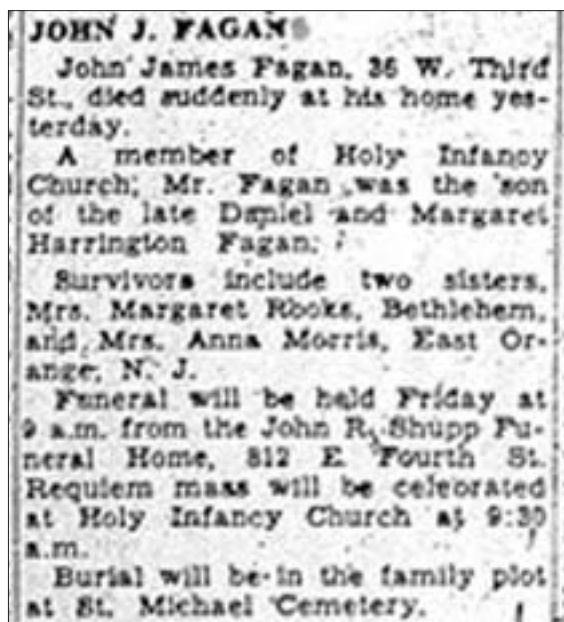 JOHN J. FAGAN
John James Fagan, 36 W. Third
St., died suddenly at his home yes-
terday.
A member of Holy Infancy
Church, Mr. Fagan was the son
of the late Daniel and Margaret
Harrington Fagan.
Survivors include two sisters,
Mrs. Margaret Rooks, Bethlehem,
and Mrs. Anna Morris, East Or-
ange, N. J.
Funeral will be held Friday at
9 a.m. from the John R. Shupp Fu-
neral Home, 812 E. Fourth St.
Requiem mass will be celebrated
at Holy Infancy Church at 9:30
a.m.
Burial will be in the family plot
at St. Michael Cemetery.